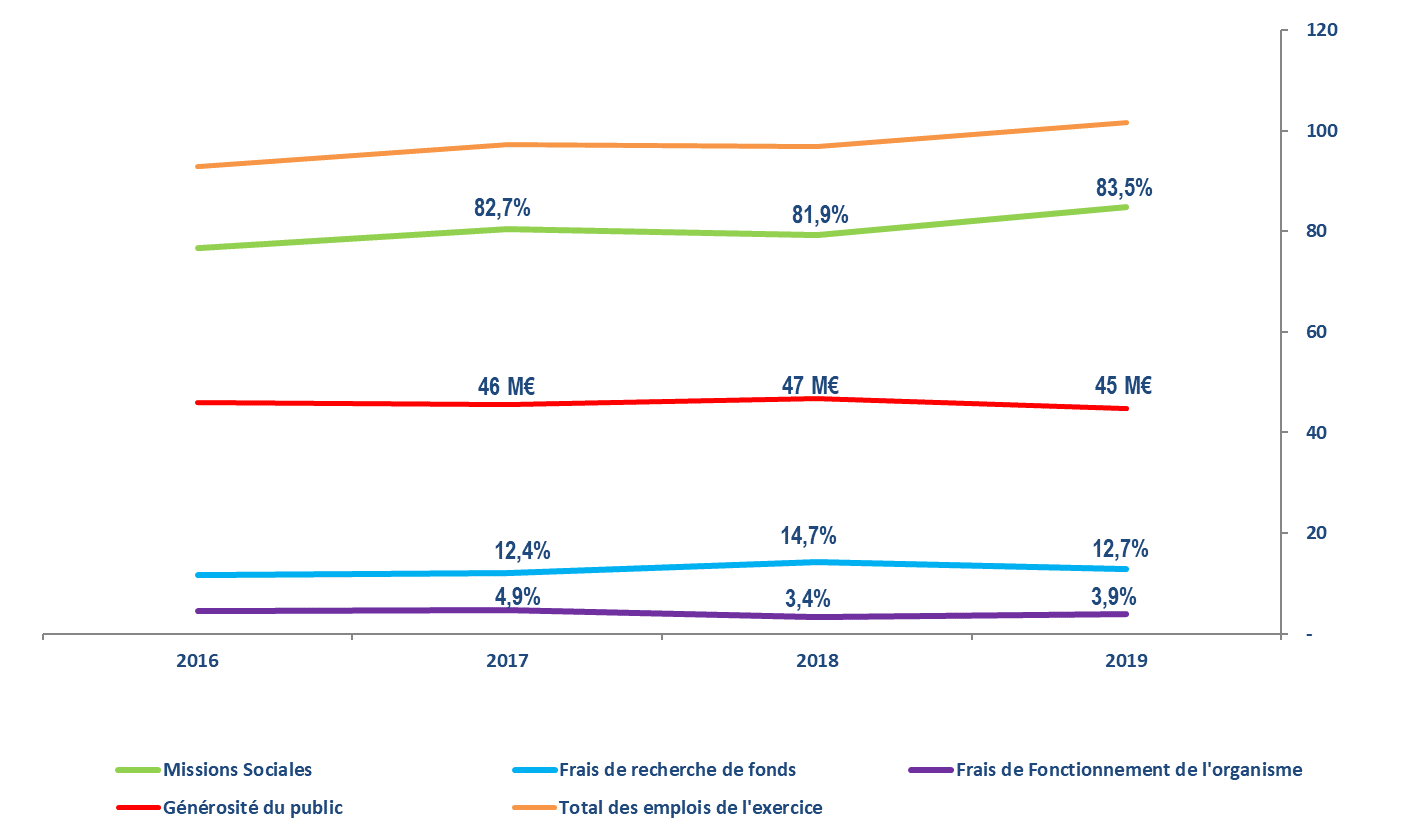 120
100
83,5%
82,7%
81,9%
80
60
46 M€
47 M€
45 M€
40
14,7%
20
12,4%
12,7%
4,9%
3,4%
3,9%
-
2016
2017
2018
2019
Missions Sociales
Frais de recherche de fonds
Frais de Fonctionnement de l'organisme
Générosité du public
Total des emplois de l'exercice